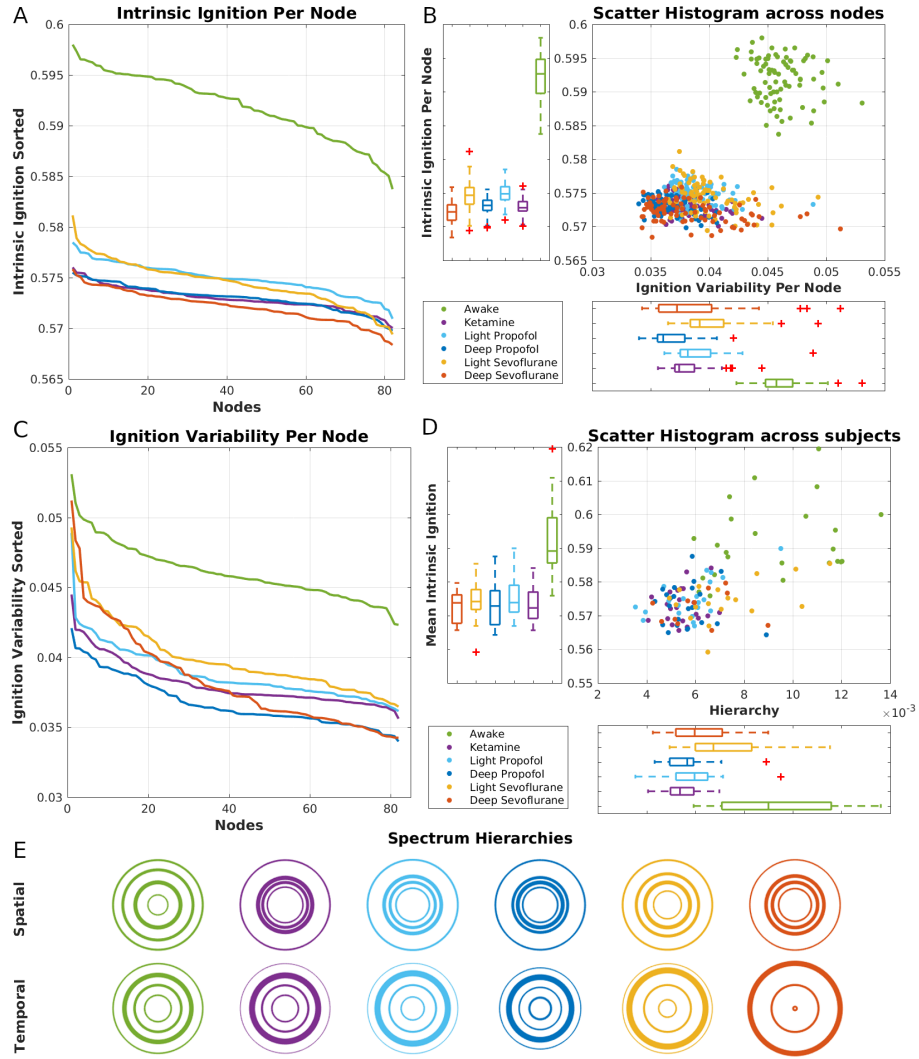 A
Intrinsic Ignition Per Node
Intrinsic Ignition Sorted
0.6
0.595
0.59
0.585
0.58
0.575
0.57
0.565
0
20
40
60
80
Nodes
B
Scatter Histogram across nodes
Intrinsic Ignition Per Node
0.6
0.595
0.59
0.585
0.58
0.575
0.57
0.565
0.03
0.035
0.04
0.045
0.05
0.055
Ignition Variability Per Node
Awake
Ketamine
Light Propofol
Deep Propofol
Light Sevoflurane
Deep Sevoflurane
C
Ignition Variability Per Node
Ignition Variability Sorted
0.055
0.05
0.045
0.04
0.035
0.03
0
20
40
60
80
Nodes
D
Scatter Histogram across subjects
Mean Intrinsic Ignition
0.62
0.6
0.59
0.58
0.57
0.56
0.55
2
4
6
8
10
12
14
×10⁻³
Hierarchy
Awake
Ketamine
Light Propofol
Deep Propofol
Light Sevoflurane
Deep Sevoflurane
E
Spectrum Hierarchies
Spatial
Temporal